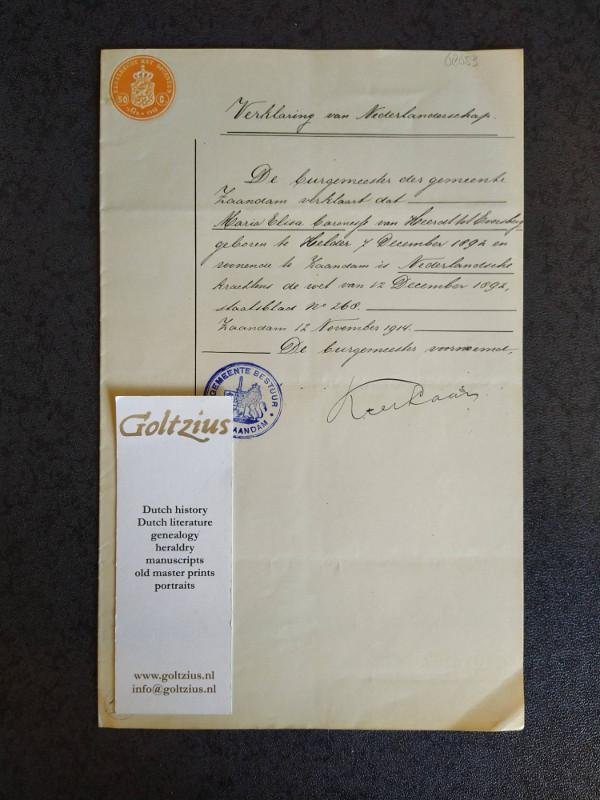 50 C
Verklaring van Nederlanderschap.
De burgemeester der gemeente
Zaandam verklaart dat
Maria Elisa baronesse van Heerdt tot Eversberg
geboren te Helder 7 December 1892 en
wonende te Zaandam is Nederlandsche
krachtens de wet van 12 December 1892,
staatsblad No 268.
Zaandam 12 November 1914.
De burgemeester voornoemd,
GEMEENTE BESTUUR
ZAANDAM
Goltzius
Dutch history
Dutch literature
genealogy
heraldry
manuscripts
old master prints
portraits
www.goltzius.nl
info@goltzius.nl